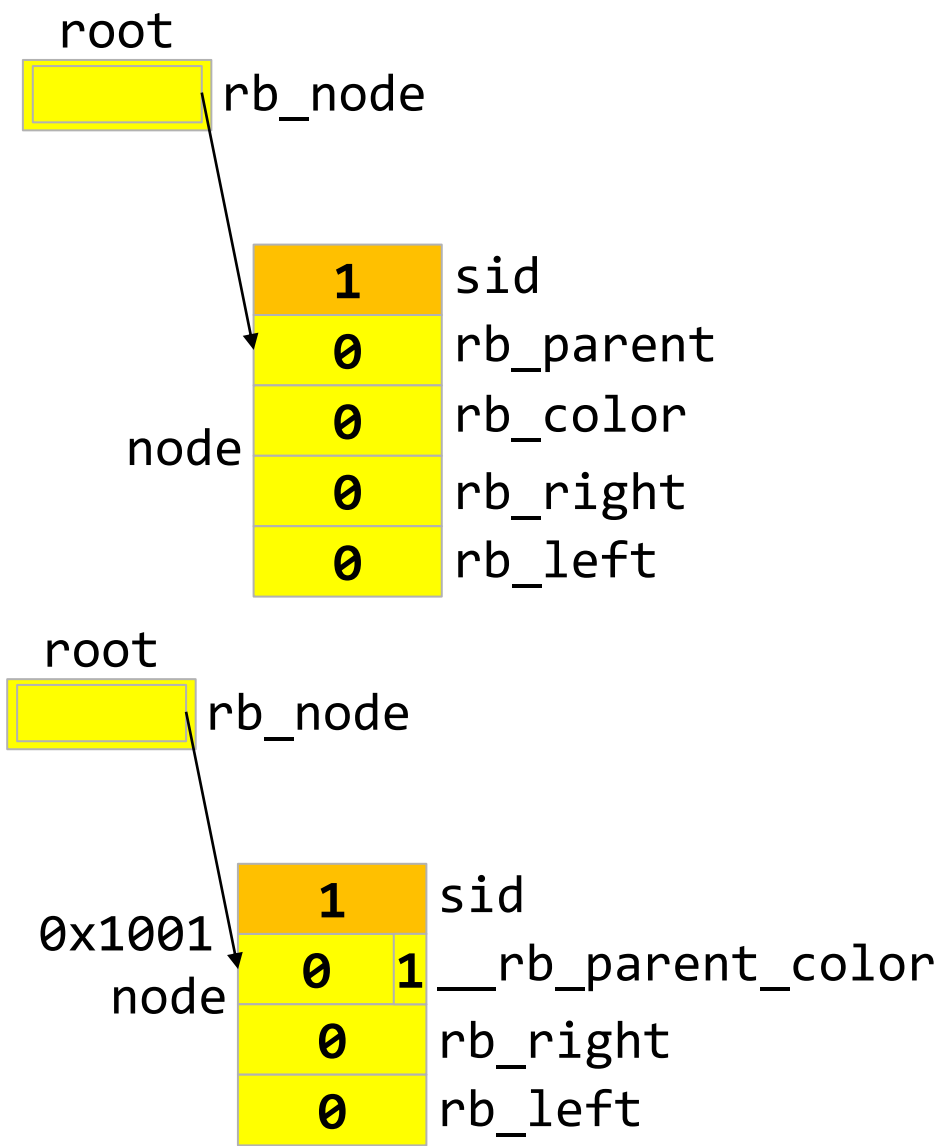 root
rb_node
1 sid
0 rb_parent
0 rb_color
node
0 rb_right
0 rb_left
root
rb_node
1 sid
0x1001
0 1 __rb_parent_color
node
0 rb_right
0 rb_left